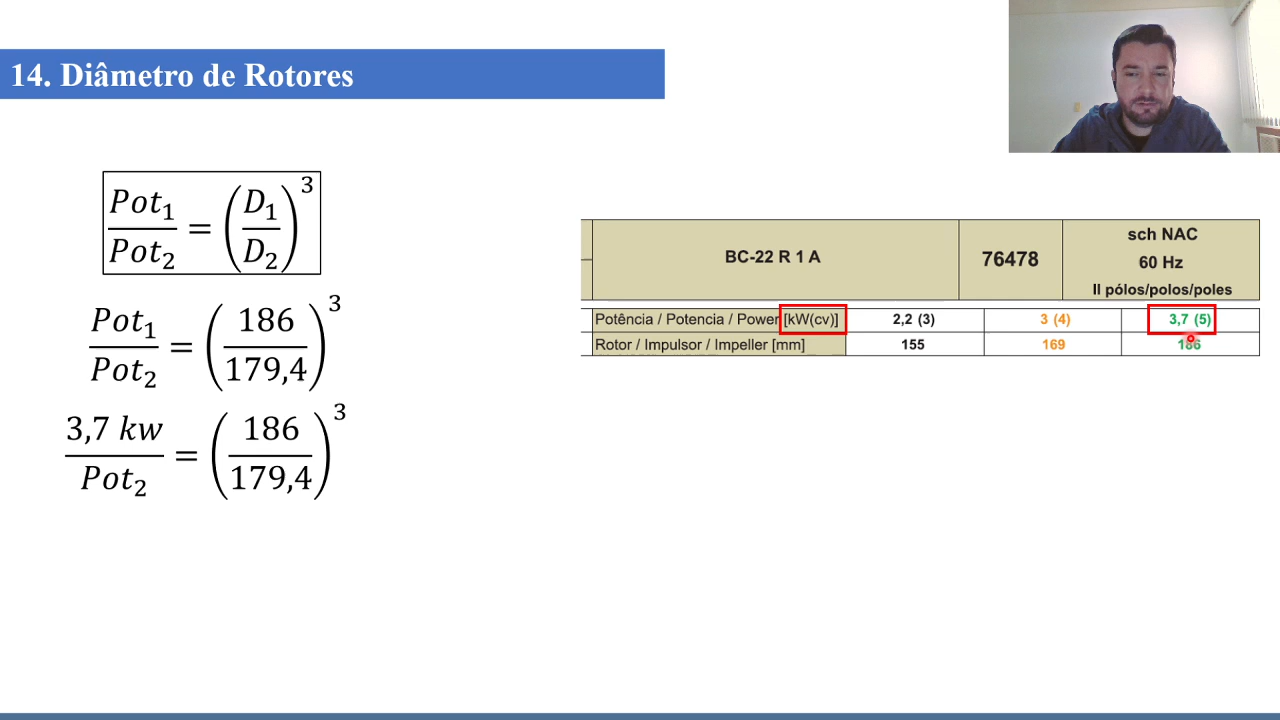 14. Diâmetro de Rotores
Pot₁/Pot₂ = (D₁/D₂)³
Pot₁/Pot₂ = (186/179,4)³
3,7 kw/Pot₂ = (186/179,4)³
BC-22 R 1 A 76478 sch NAC
60 Hz
II pólos/polos/poles
Potência / Potencia / Power [kW(cv)] 2,2 (3) 3 (4) 3,7 (5)
Rotor / Impulsor / Impeller [mm] 155 169 186